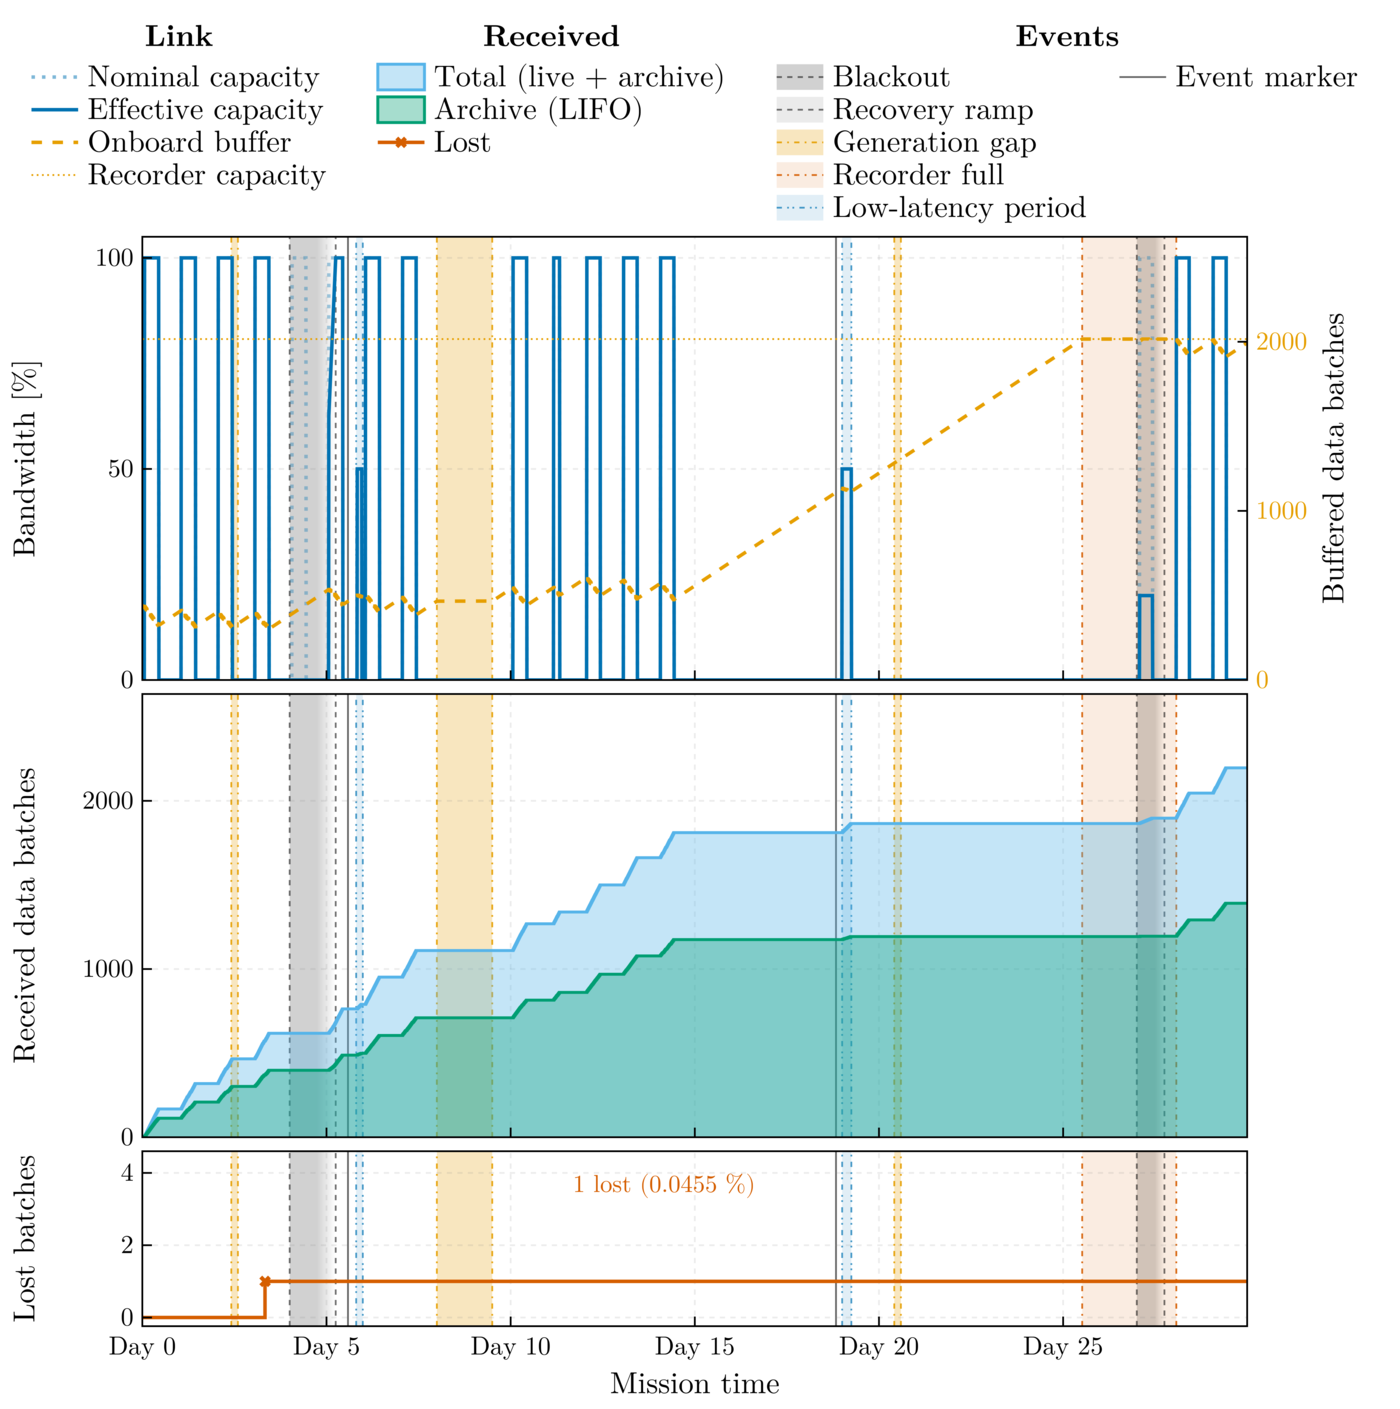 Link
Nominal capacity
Effective capacity
Onboard buffer
Recorder capacity
Received
Total (live + archive)
Archive (LIFO)
Lost
Events
Blackout
Recovery ramp
Generation gap
Recorder full
Low-latency period
Event marker
Bandwidth [%]
100
50
0
Buffered data batches
2000
1000
0
Received data batches
2000
1000
0
Lost batches
4
2
0
1 lost (0.0455 %)
Day 0
Day 5
Day 10
Day 15
Day 20
Day 25
Mission time